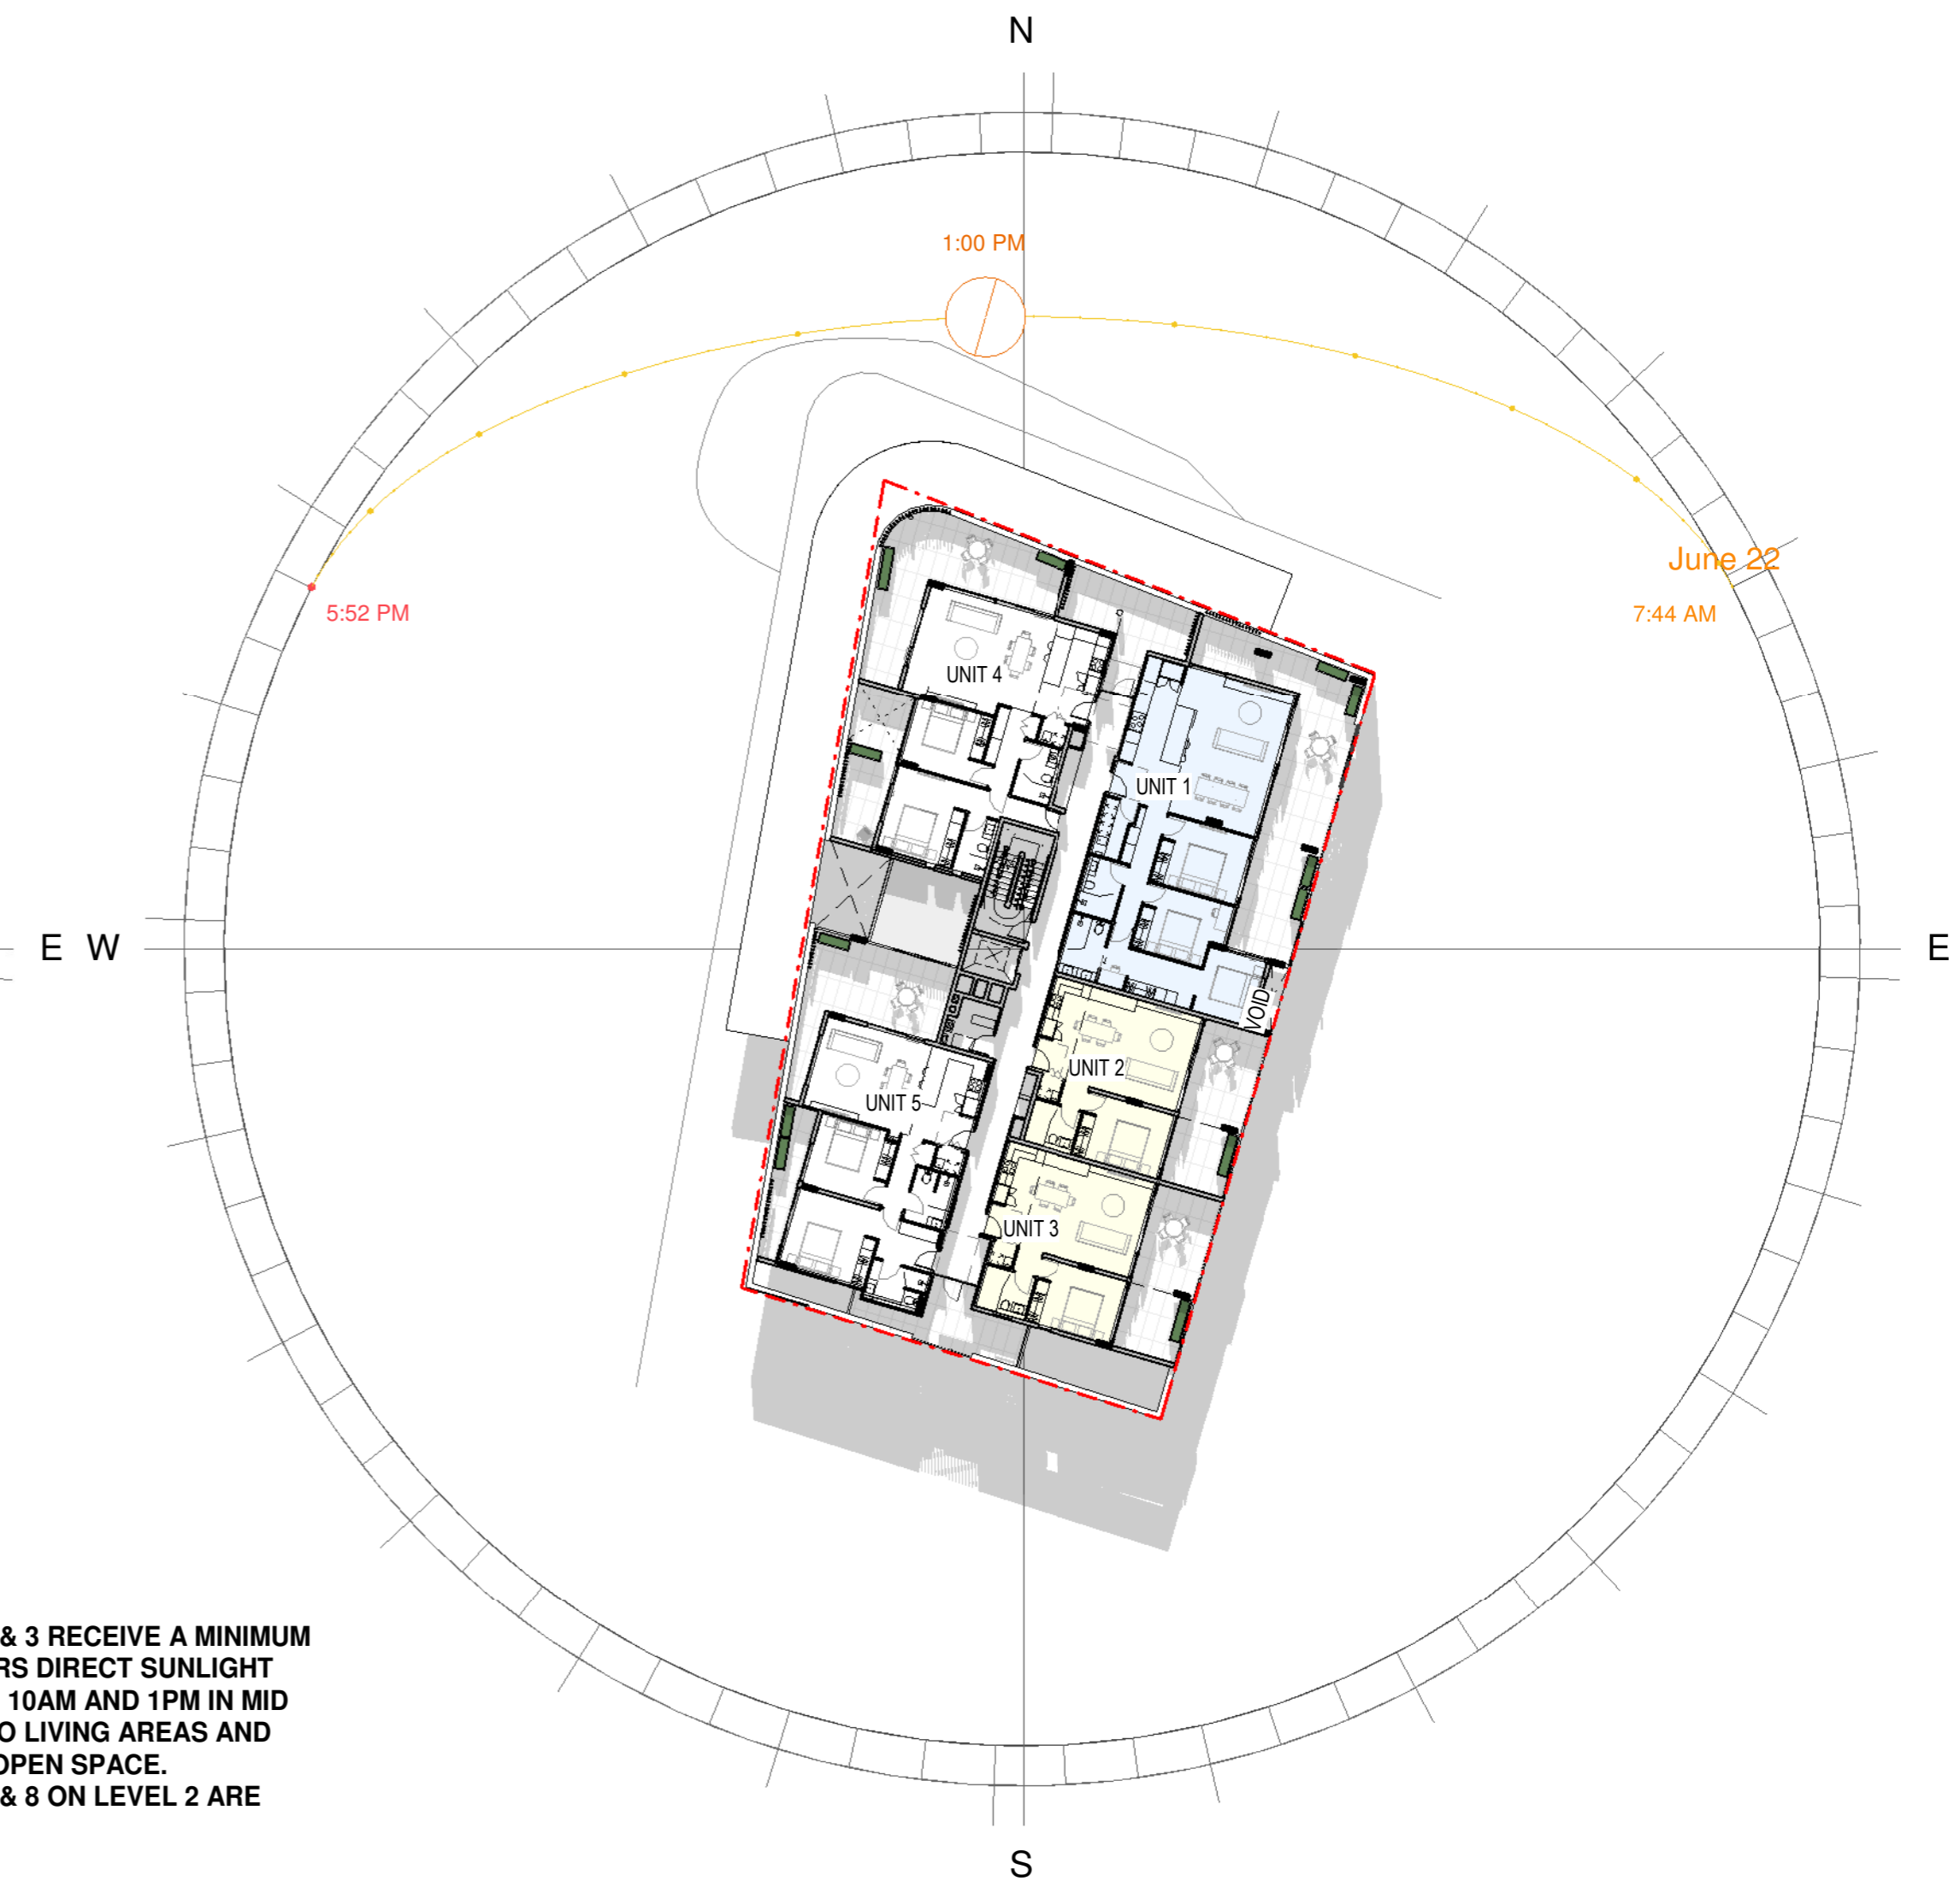 N
1:00 PM
June 22
7:44 AM
5:52 PM
UNIT 4
UNIT 1
E W
E
VOID
UNIT 2
UNIT 5
UNIT 3
& 3 RECEIVE A MINIMUM
RS DIRECT SUNLIGHT
10AM AND 1PM IN MID
O LIVING AREAS AND
OPEN SPACE.
& 8 ON LEVEL 2 ARE
S